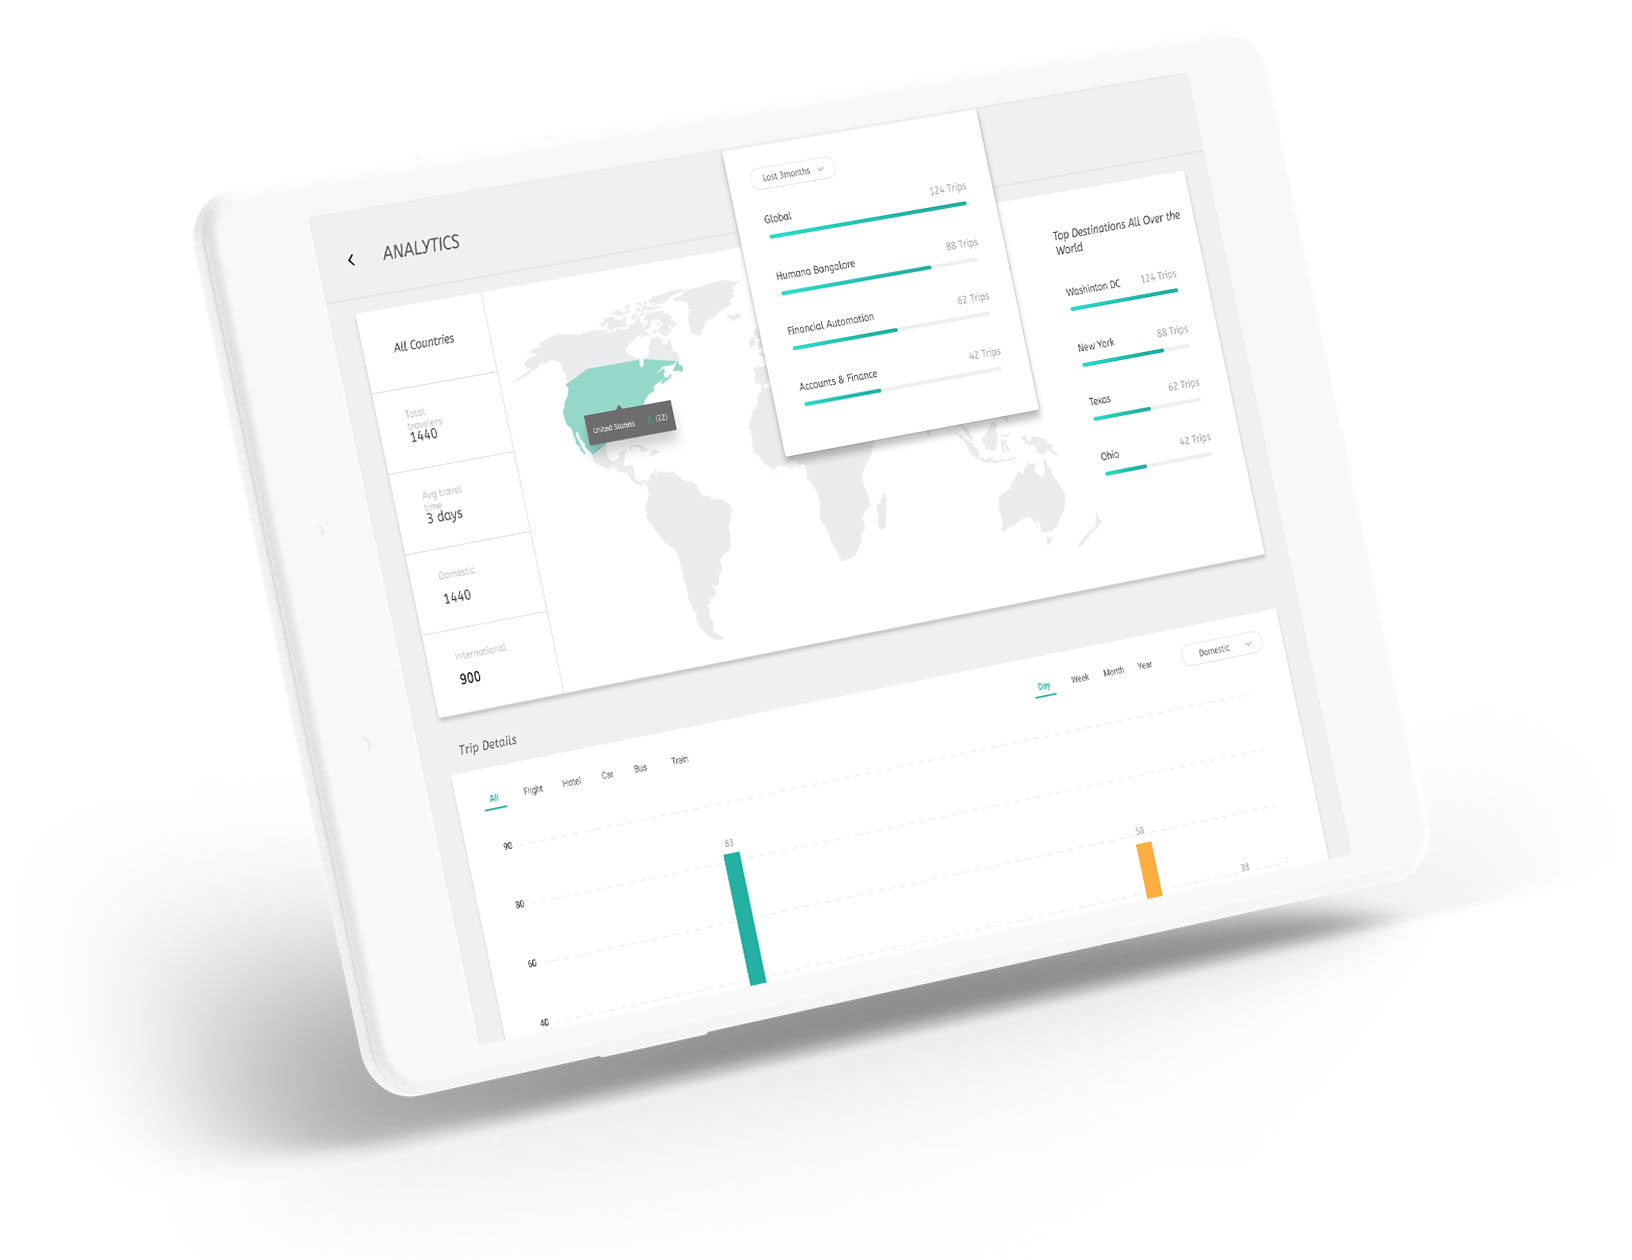 ANALYTICS
All Countries
Total
travelers
1440
Avg travel
time
3 days
Domestic
1440
International
900
United Statets (22)
Last 3months
Global 124 Trips
Humana Bangalore 88 Trips
Financial Automation 62 Trips
Accounts & Finance 42 Trips
Top Destinations All Over the
World
Washinton DC 124 Trips
New York 88 Trips
Texas 62 Trips
Ohio 42 Trips
Trip Details
Day Week Month Year Domestic
All Flight Hotel Car Bus Train
90
80
60
40
83
58
38